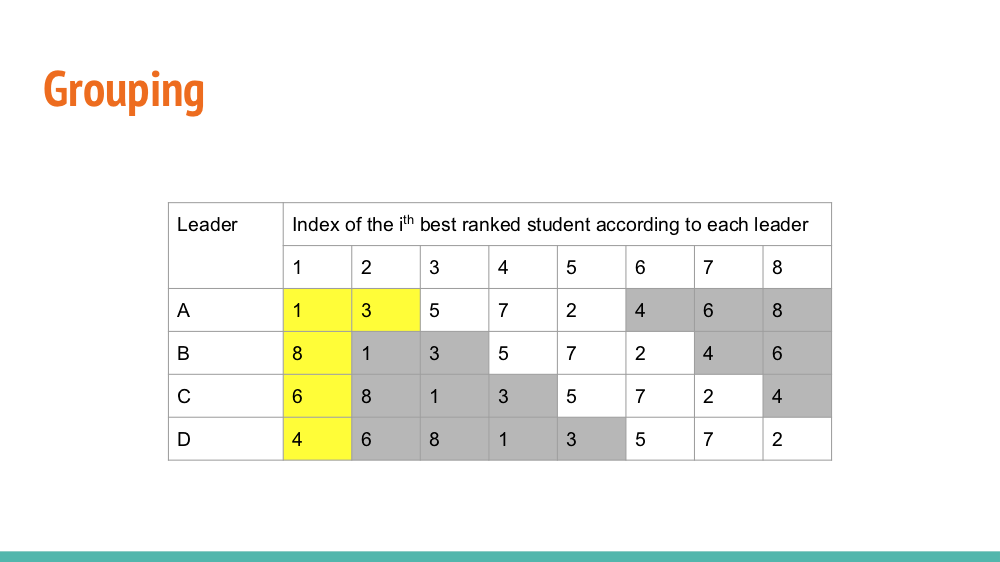 Grouping
Leader Index of the ith best ranked student according to each leader
1 2 3 4 5 6 7 8
A 1 3 5 7 2 4 6 8
B 8 1 3 5 7 2 4 6
C 6 8 1 3 5 7 2 4
D 4 6 8 1 3 5 7 2